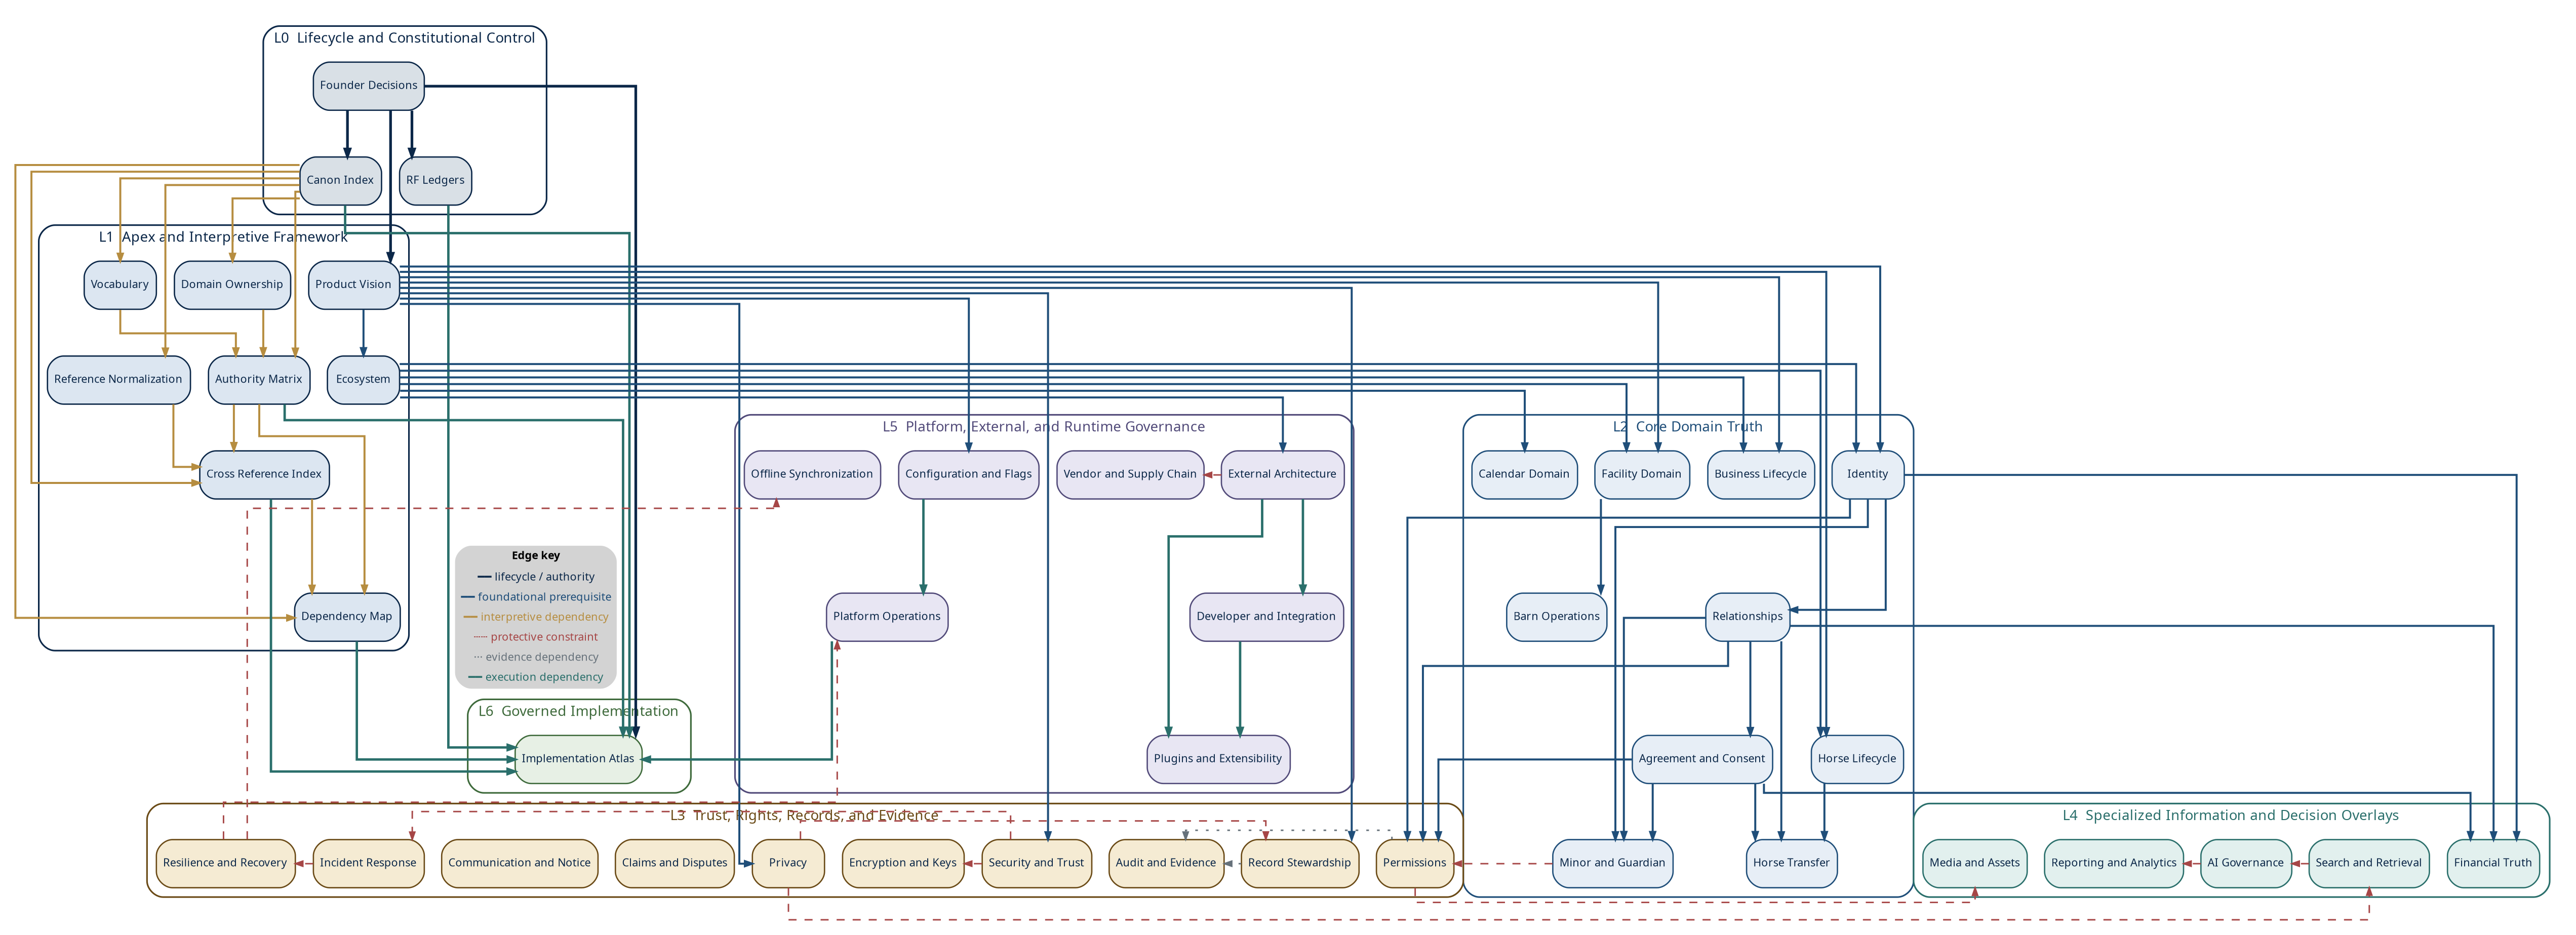 L0  Lifecycle and Constitutional Control
Founder Decisions
Canon Index
RF Ledgers
L1  Apex and Interpretive Framework
Vocabulary
Domain Ownership
Product Vision
Reference Normalization
Authority Matrix
Ecosystem
Cross Reference Index
Dependency Map
Edge key
lifecycle / authority
foundational prerequisite
interpretive dependency
protective constraint
evidence dependency
execution dependency
L6  Governed Implementation
Implementation Atlas
L5  Platform, External, and Runtime Governance
Offline Synchronization
Configuration and Flags
Vendor and Supply Chain
External Architecture
Platform Operations
Developer and Integration
Plugins and Extensibility
L2  Core Domain Truth
Calendar Domain
Facility Domain
Business Lifecycle
Identity
Barn Operations
Relationships
Agreement and Consent
Horse Lifecycle
Minor and Guardian
Horse Transfer
L3  Trust, Rights, Records, and Evidence
Resilience and Recovery
Incident Response
Communication and Notice
Claims and Disputes
Privacy
Encryption and Keys
Security and Trust
Audit and Evidence
Record Stewardship
Permissions
L4  Specialized Information and Decision Overlays
Media and Assets
Reporting and Analytics
AI Governance
Search and Retrieval
Financial Truth